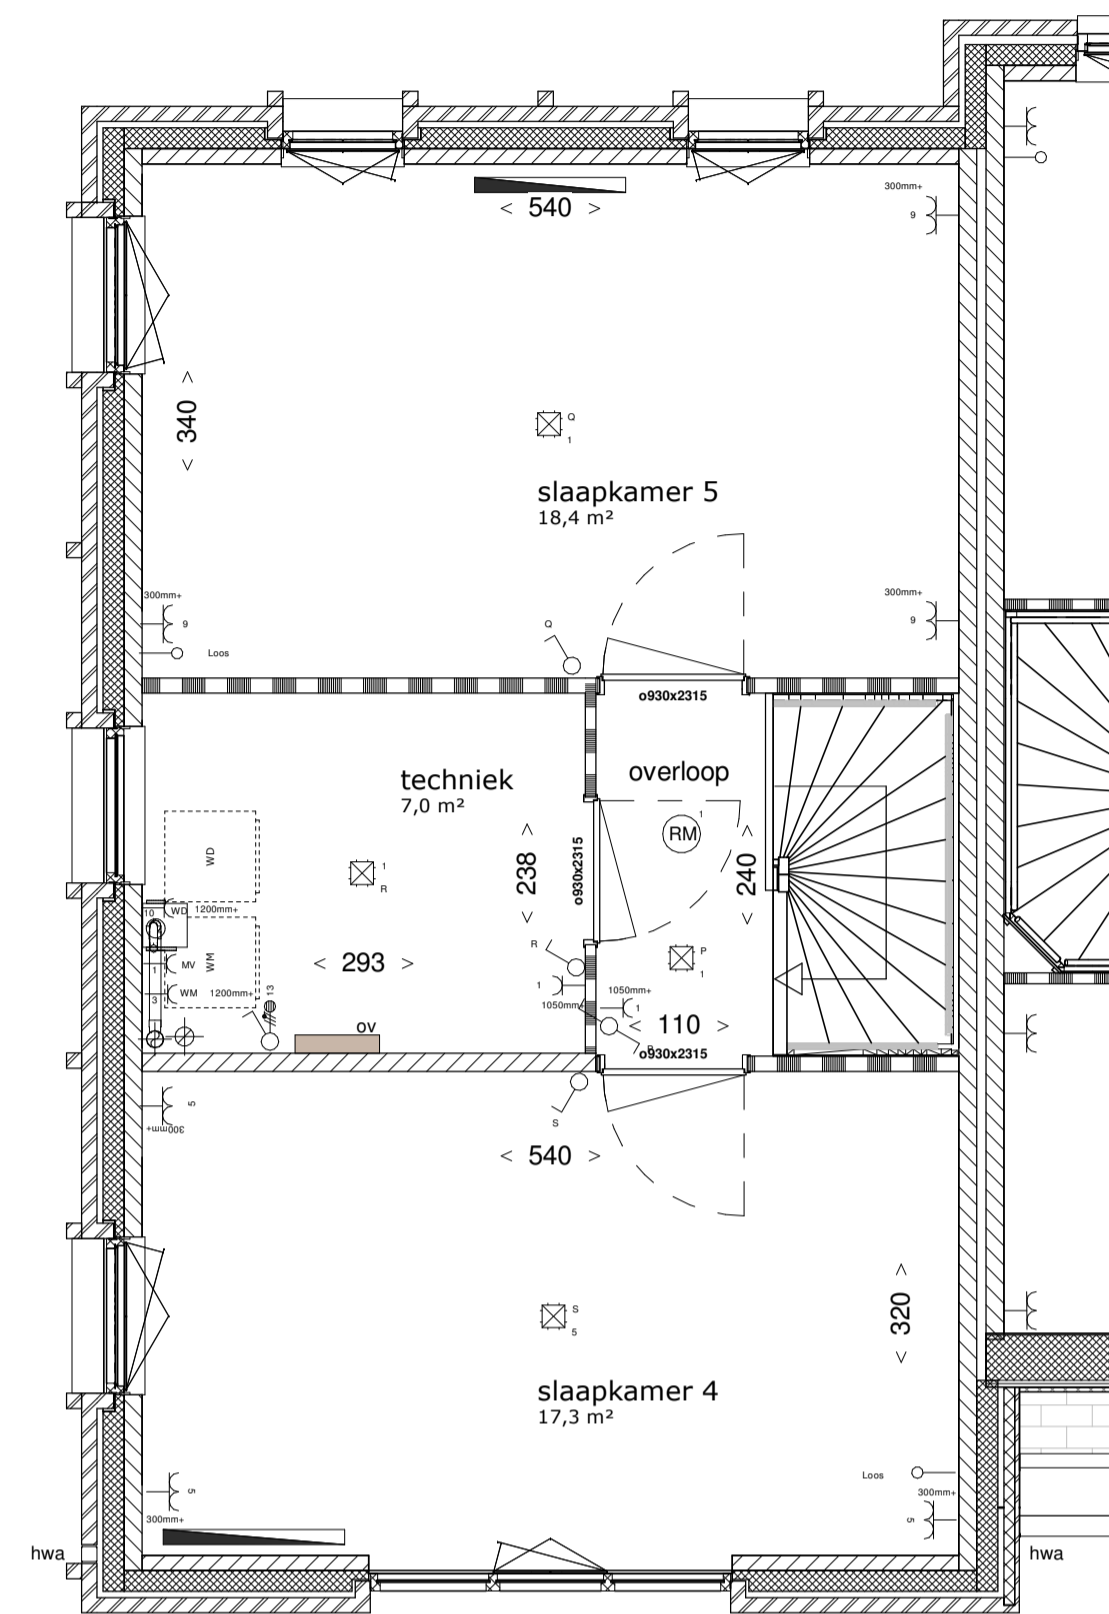 < 540 >
300mm+
9
< 340 >
Q
1
slaapkamer 5
18,4 m²
300mm+
9
Loos
Q
300mm+
9
o930x2315
techniek
7,0 m²
overloop
RM
1
WD
1
R
< 238 >
o930x2315
< 240 >
10
WD
1200mm+
WM
1
MV
3
WM
1200mm+
13
< 293 >
R
1
1050mm+
P
1
1050mm+
1
< 110 >
OV
o930x2315
5
300mm+
S
< 540 >
S
5
< 320 >
slaapkamer 4
17,3 m²
Loos
5
300mm+
300mm+
5
hwa
hwa